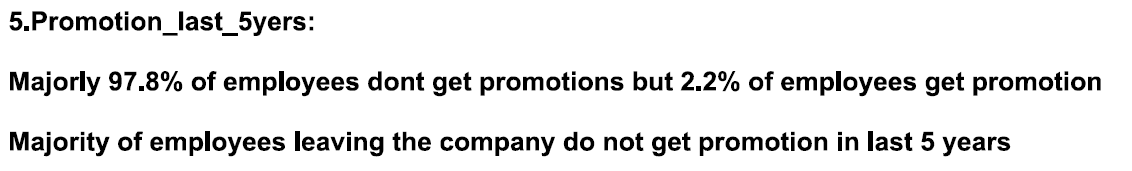 5.Promotion_last_5yers:
Majorly 97.8% of employees dont get promotions but 2.2% of employees get promotion
Majority of employees leaving the company do not get promotion in last 5 years